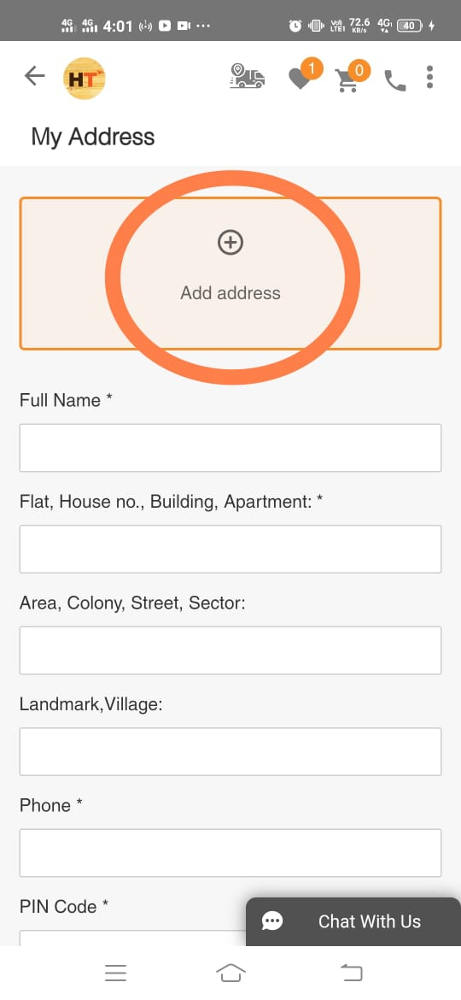 4G 4G 4:01 ... Vo) LTE1 72.6 KB/s 4G 40
HT 1 0
My Address
Add address
Full Name *
Flat, House no., Building, Apartment: *
Area, Colony, Street, Sector:
Landmark,Village:
Phone *
PIN Code *
Chat With Us